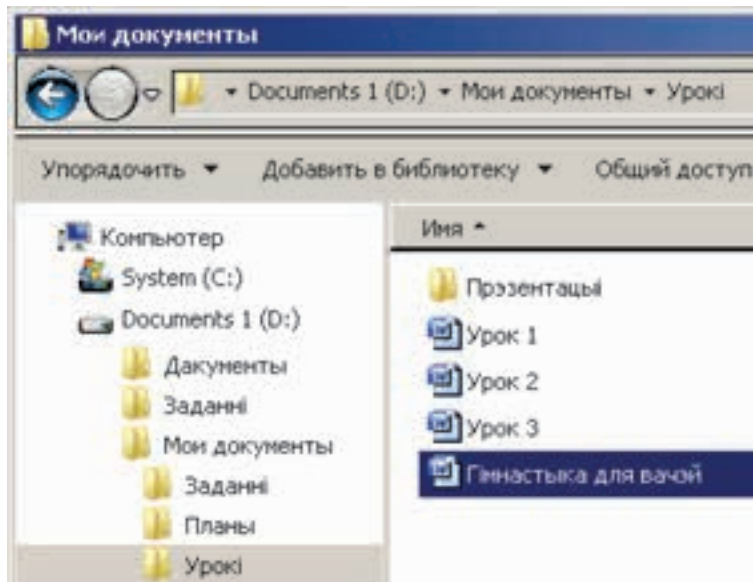 Мои документы
Documents 1 (D:) Мои документы Урокі
Упорядочить Добавить в библиотеку Общий доступ
Компьютер
System (C:)
Documents 1 (D:)
Дакументы
Заданні
Мои документы
Заданні
Планы
Урокі
Имя
Прэзентацыі
Урок 1
Урок 2
Урок 3
Гімнастыка для вачэй